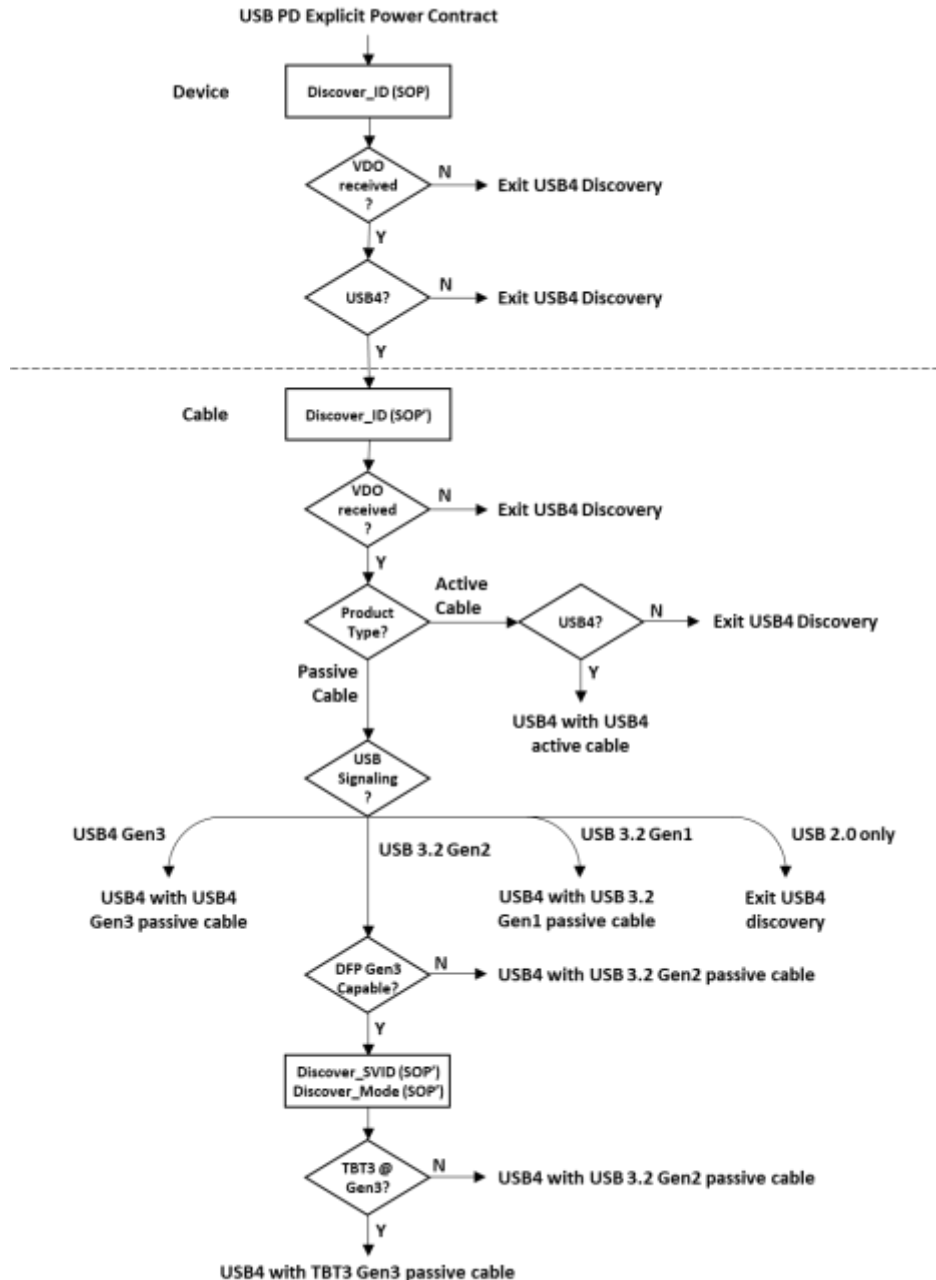 USB PD Explicit Power Contract
Device
Discover_ID (SOP)
VDO
received
?
N
Exit USB4 Discovery
Y
USB4?
N
Exit USB4 Discovery
Y
Cable
Discover_ID (SOP')
VDO
received
?
N
Exit USB4 Discovery
Y
Product
Type?
Active
Cable
USB4?
N
Exit USB4 Discovery
Y
USB4 with USB4
active cable
Passive
Cable
USB
Signaling
?
USB4 Gen3
USB 3.2 Gen2
USB 3.2 Gen1
USB 2.0 only
USB4 with USB4
Gen3 passive cable
USB4 with USB 3.2
Gen1 passive cable
Exit USB4
discovery
DFP Gen3
Capable?
N
USB4 with USB 3.2 Gen2 passive cable
Y
Discover_SVID (SOP')
Discover_Mode (SOP')
TBT3 @
Gen3?
N
USB4 with USB 3.2 Gen2 passive cable
Y
USB4 with TBT3 Gen3 passive cable